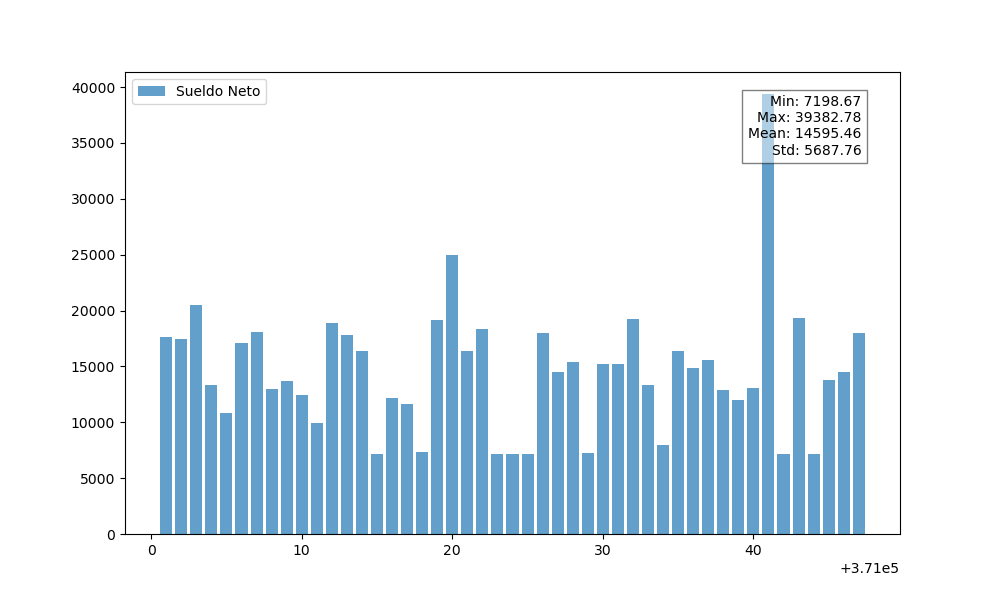 Sueldo Neto
Min: 7198.67
Max: 39382.78
Mean: 14595.46
Std: 5687.76
40000
35000
30000
25000
20000
15000
10000
5000
0
0 10 20 30 40
+3.71e5